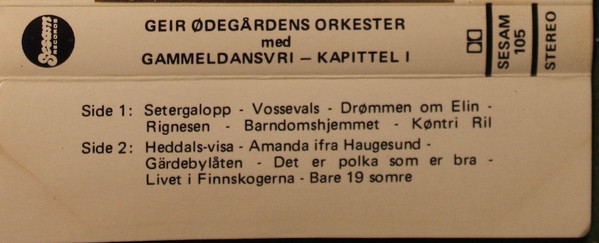 Sesam
RECORDS
GEIR ØDEGÅRDENS ORKESTER
med
GAMMELDANSVRI – KAPITTEL I
SESAM
105
STEREO
Side 1: Setergalopp - Vossevals - Drømmen om Elin -
Rignesen - Barndomshjemmet - Køntri Ril
Side 2: Heddals-visa - Amanda ifra Haugesund -
Gärdebylåten - Det er polka som er bra -
Livet i Finnskogerna - Bare 19 somre